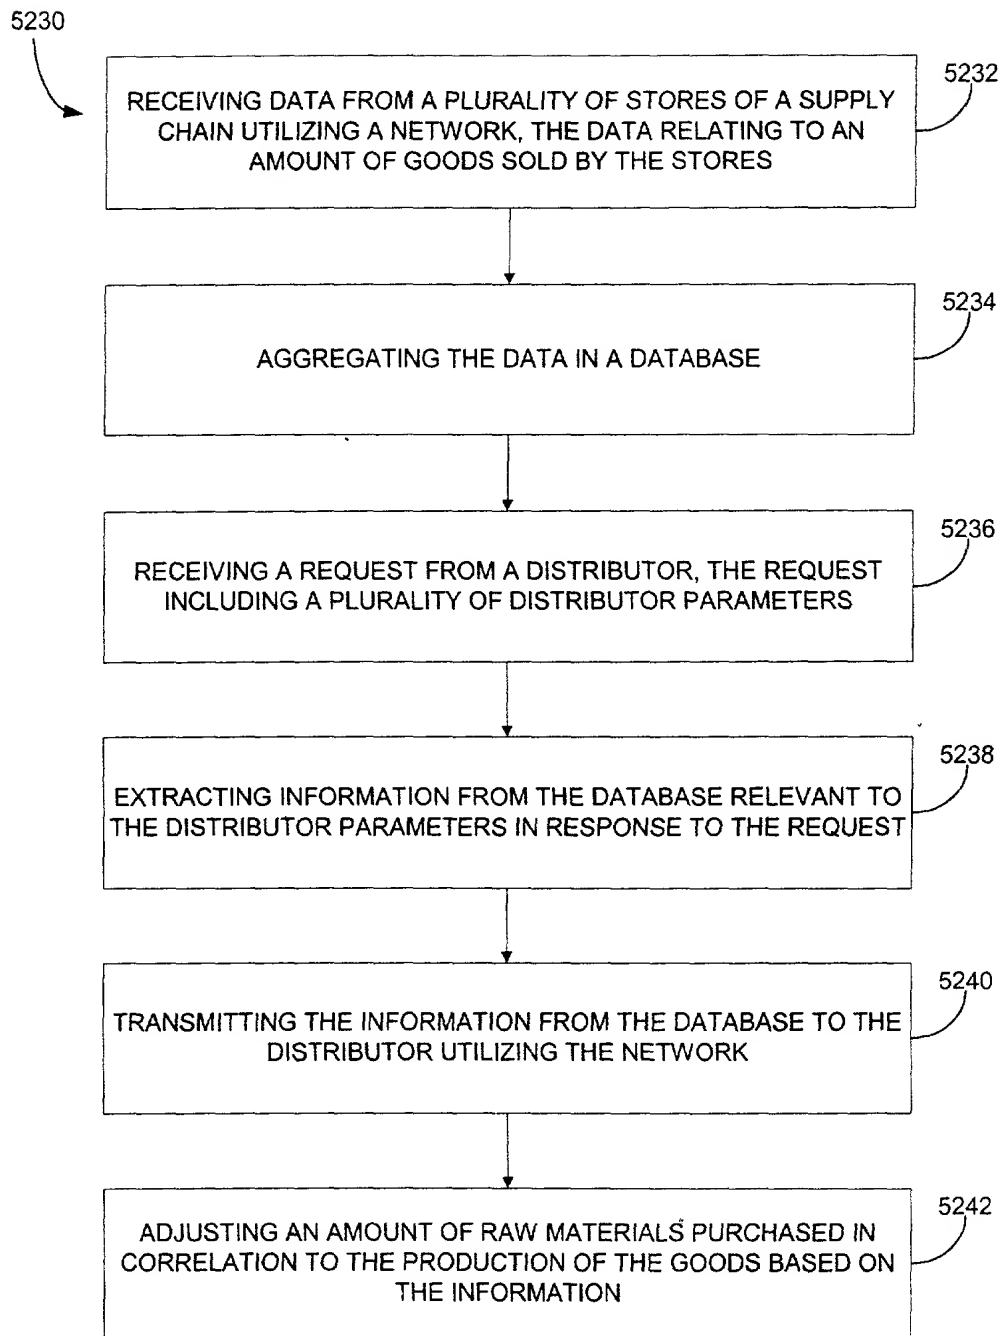 5230
5232
RECEIVING DATA FROM A PLURALITY OF STORES OF A SUPPLY
CHAIN UTILIZING A NETWORK, THE DATA RELATING TO AN
AMOUNT OF GOODS SOLD BY THE STORES
5234
AGGREGATING THE DATA IN A DATABASE
5236
RECEIVING A REQUEST FROM A DISTRIBUTOR, THE REQUEST
INCLUDING A PLURALITY OF DISTRIBUTOR PARAMETERS
5238
EXTRACTING INFORMATION FROM THE DATABASE RELEVANT TO
THE DISTRIBUTOR PARAMETERS IN RESPONSE TO THE REQUEST
5240
TRANSMITTING THE INFORMATION FROM THE DATABASE TO THE
DISTRIBUTOR UTILIZING THE NETWORK
5242
ADJUSTING AN AMOUNT OF RAW MATERIALS PURCHASED IN
CORRELATION TO THE PRODUCTION OF THE GOODS BASED ON
THE INFORMATION